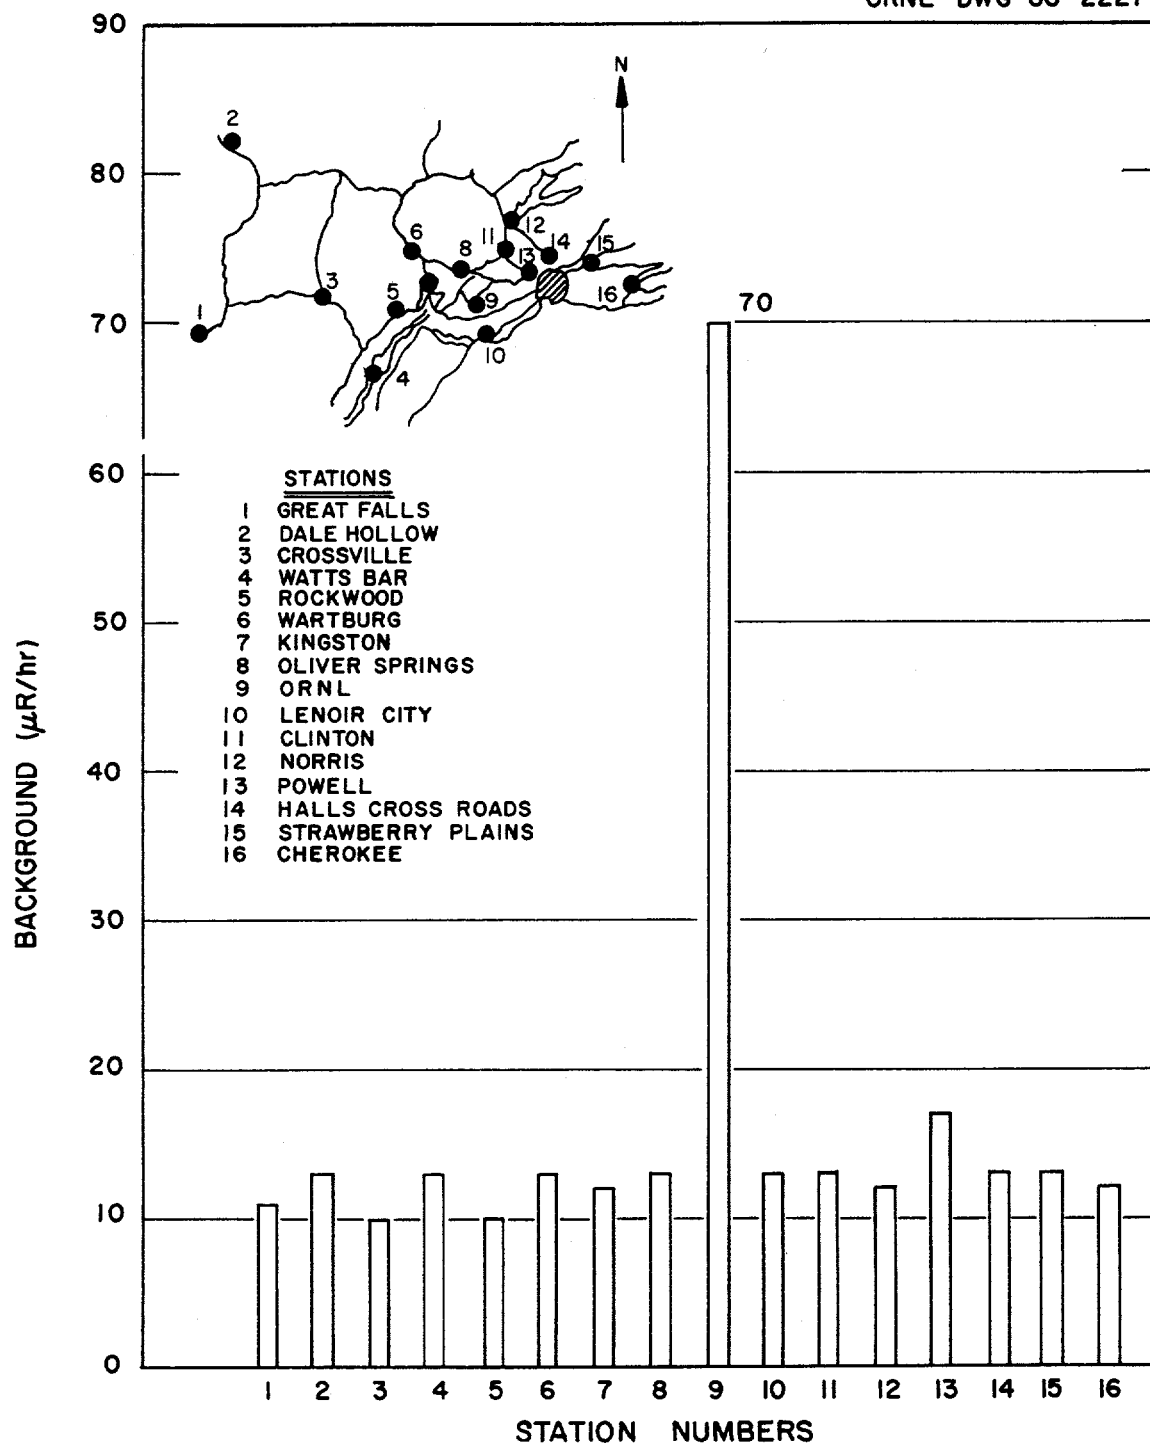 90
N
2
80
12
6
11
14
15
8
13
3
5
9
16
1
70
70
10
4
60
STATIONS
1 GREAT FALLS
2 DALE HOLLOW
3 CROSSVILLE
4 WATTS BAR
5 ROCKWOOD
6 WARTBURG
50
7 KINGSTON
8 OLIVER SPRINGS
9 ORNL
10 LENOIR CITY
11 CLINTON
12 NORRIS
40
13 POWELL
14 HALLS CROSS ROADS
15 STRAWBERRY PLAINS
16 CHEROKEE
BACKGROUND (μR/hr)
30
20
10
0
1 2 3 4 5 6 7 8 9 10 11 12 13 14 15 16
STATION NUMBERS